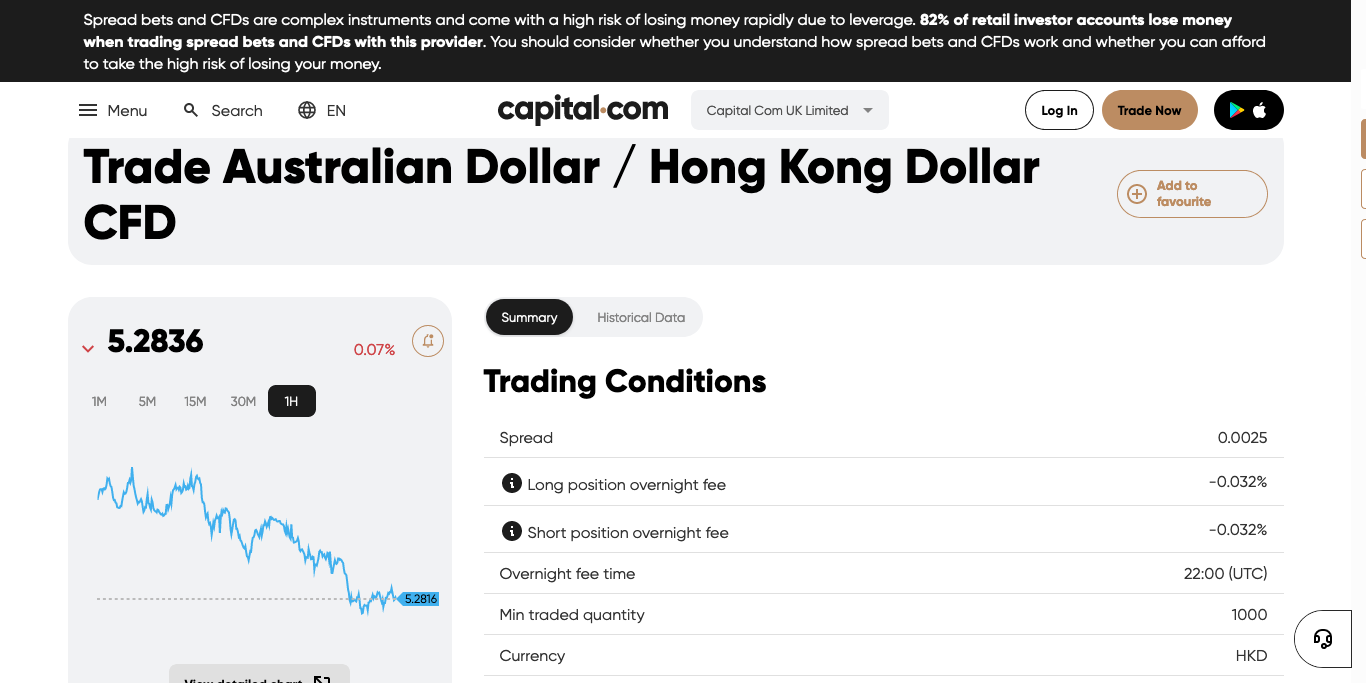 Spread bets and CFDs are complex instruments and come with a high risk of losing money rapidly due to leverage. 82% of retail investor accounts lose money
when trading spread bets and CFDs with this provider. You should consider whether you understand how spread bets and CFDs work and whether you can afford
to take the high risk of losing your money.
Menu
Search
EN
capital.com
Capital Com UK Limited
Log In
Trade Now
Trade Australian Dollar / Hong Kong Dollar
CFD
Add to
favourite
5.2836
0.07%
1M
5M
15M
30M
1H
5.2816
View detailed chart
Summary
Historical Data
Trading Conditions
Spread 0.0025
Long position overnight fee -0.032%
Short position overnight fee -0.032%
Overnight fee time 22:00 (UTC)
Min traded quantity 1000
Currency HKD